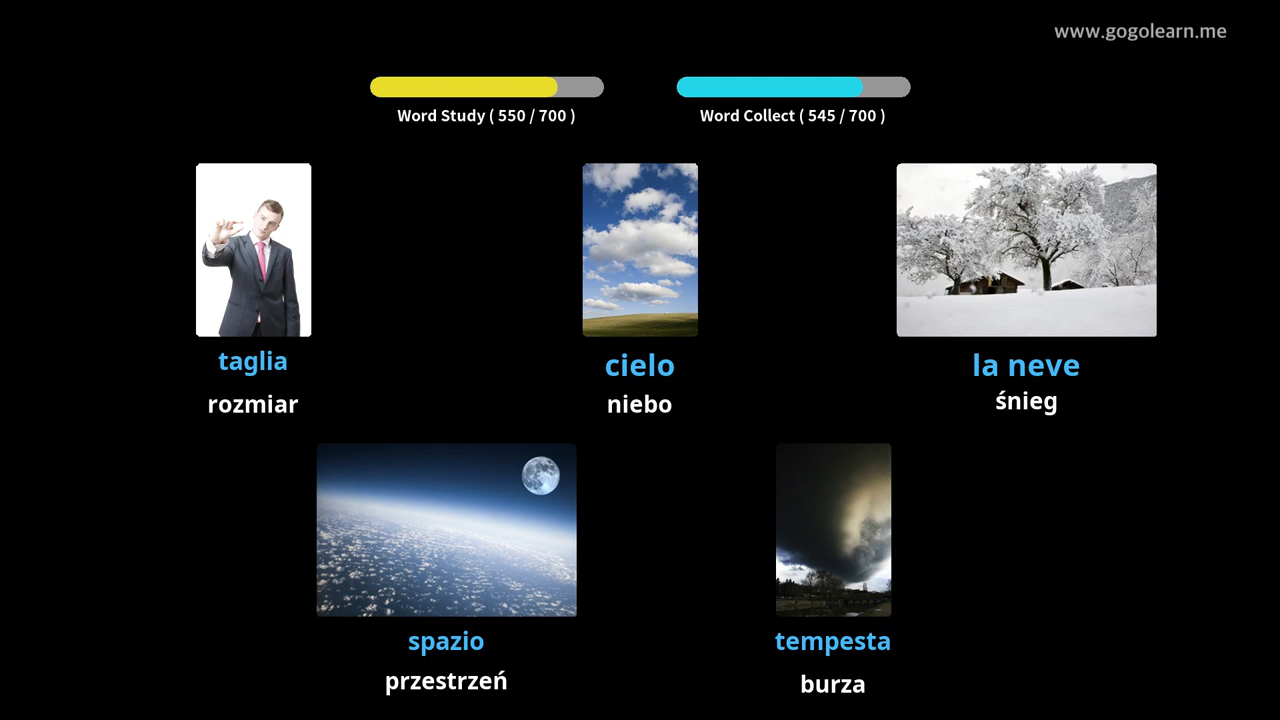 www.gogolearn.me
Word Study ( 550 / 700 )
Word Collect ( 545 / 700 )
taglia
rozmiar
cielo
niebo
la neve
śnieg
spazio
przestrzeń
tempesta
burza